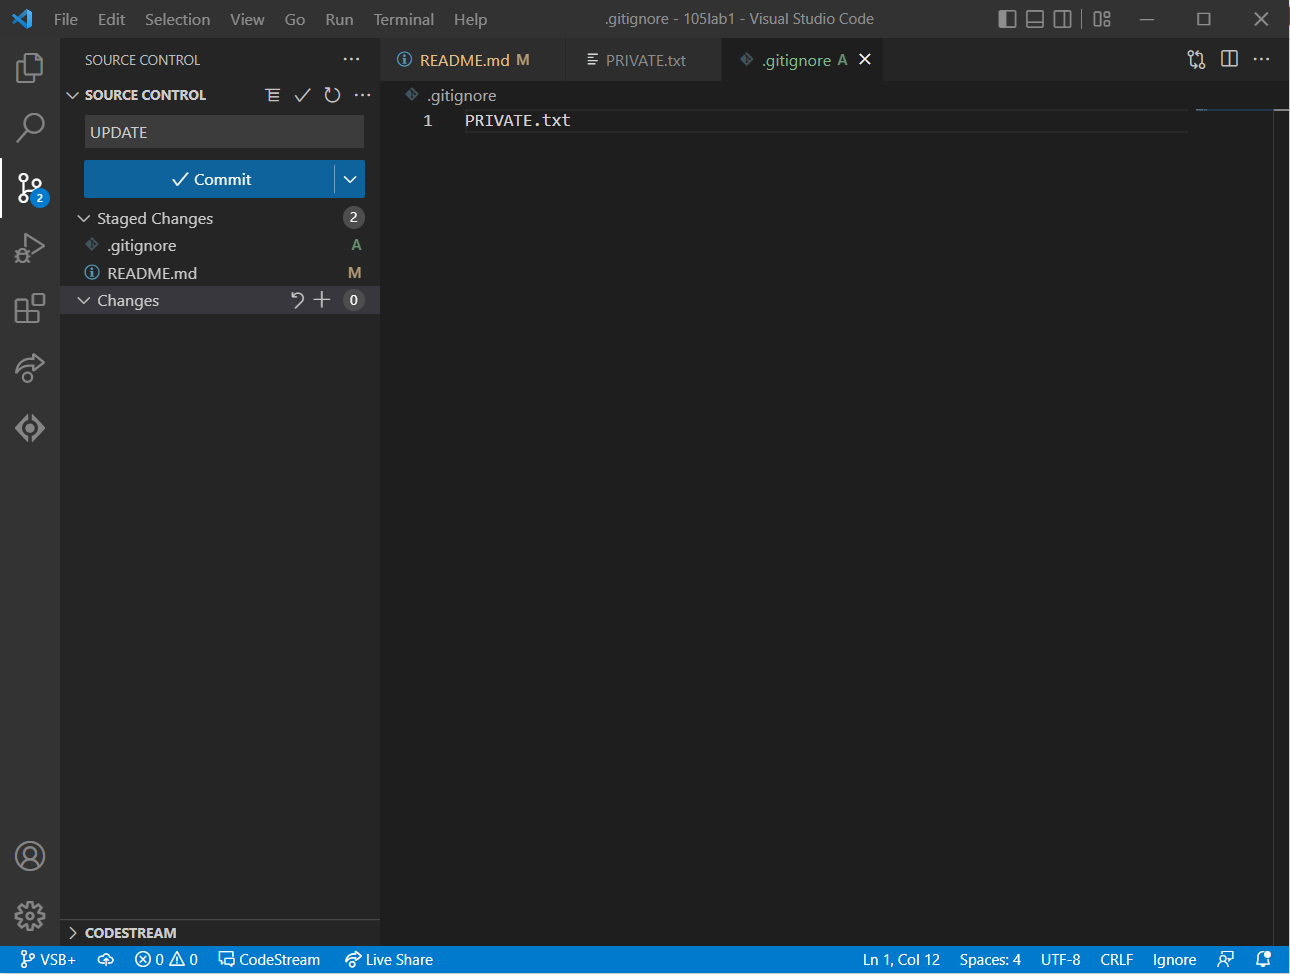 File Edit Selection View Go Run Terminal Help .gitignore - 105lab1 - Visual Studio Code
SOURCE CONTROL
README.md M
PRIVATE.txt
.gitignore A
SOURCE CONTROL
.gitignore
1 PRIVATE.txt
UPDATE
Commit
Staged Changes 2
.gitignore A
README.md M
Changes 0
2
CODESTREAM
VSB+ 0 0 CodeStream Live Share Ln 1, Col 12 Spaces: 4 UTF-8 CRLF Ignore